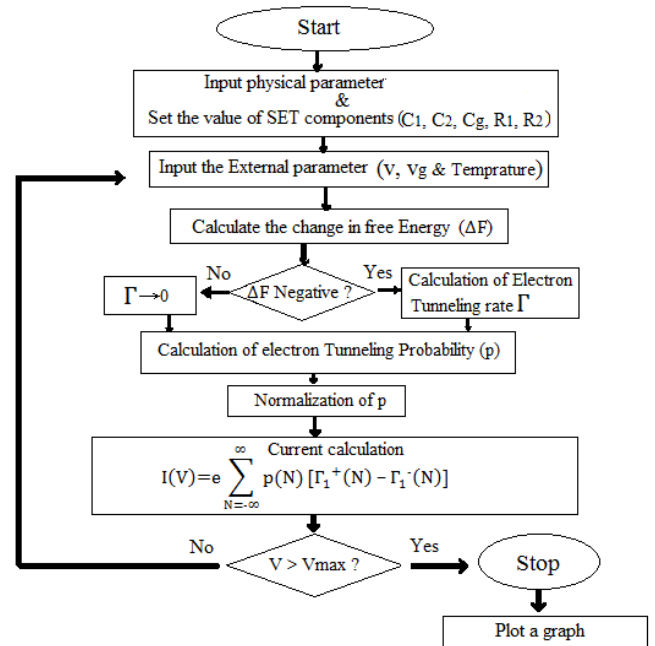 Start
Input physical parameter
&
Set the value of SET components (C1, C2, Cg, R1, R2)
Input the External parameter (v, vg & Temprature)
Calculate the change in free Energy (ΔF)
No
Yes
Γ→0
ΔF Negative ?
Calculation of Electron
Tunneling rate Γ
Calculation of electron Tunneling Probability (p)
Normalization of p
Current calculation
I(V)=e ∑_{N=-∞}^{∞} p(N) [Γ₁⁺(N) – Γ₁⁻(N)]
No
V > Vmax ?
Yes
Stop
Plot a graph